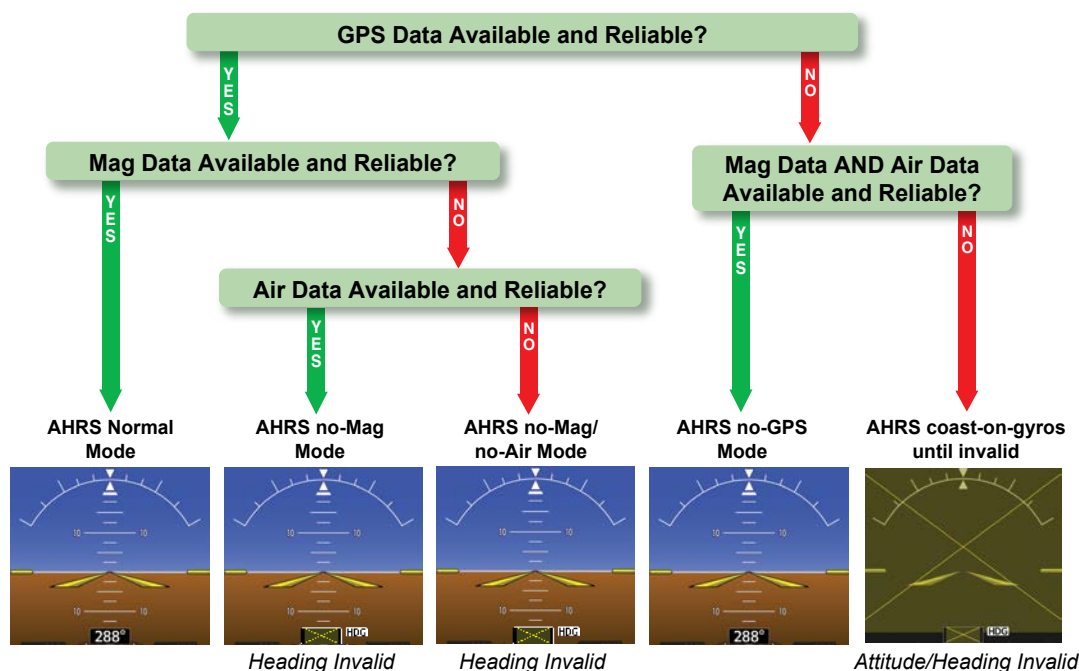 GPS Data Available and Reliable?
YES
NO
Mag Data Available and Reliable?
Mag Data AND Air Data
Available and Reliable?
YES
NO
YES
NO
Air Data Available and Reliable?
YES
NO
AHRS Normal
Mode
AHRS no-Mag
Mode
AHRS no-Mag/
no-Air Mode
AHRS no-GPS
Mode
AHRS coast-on-gyros
until invalid
10 10
10 10
288°
10 10
10 10
HDG
10 10
10 10
HDG
10 10
10 10
288°
HDG
Heading Invalid
Heading Invalid
Attitude/Heading Invalid